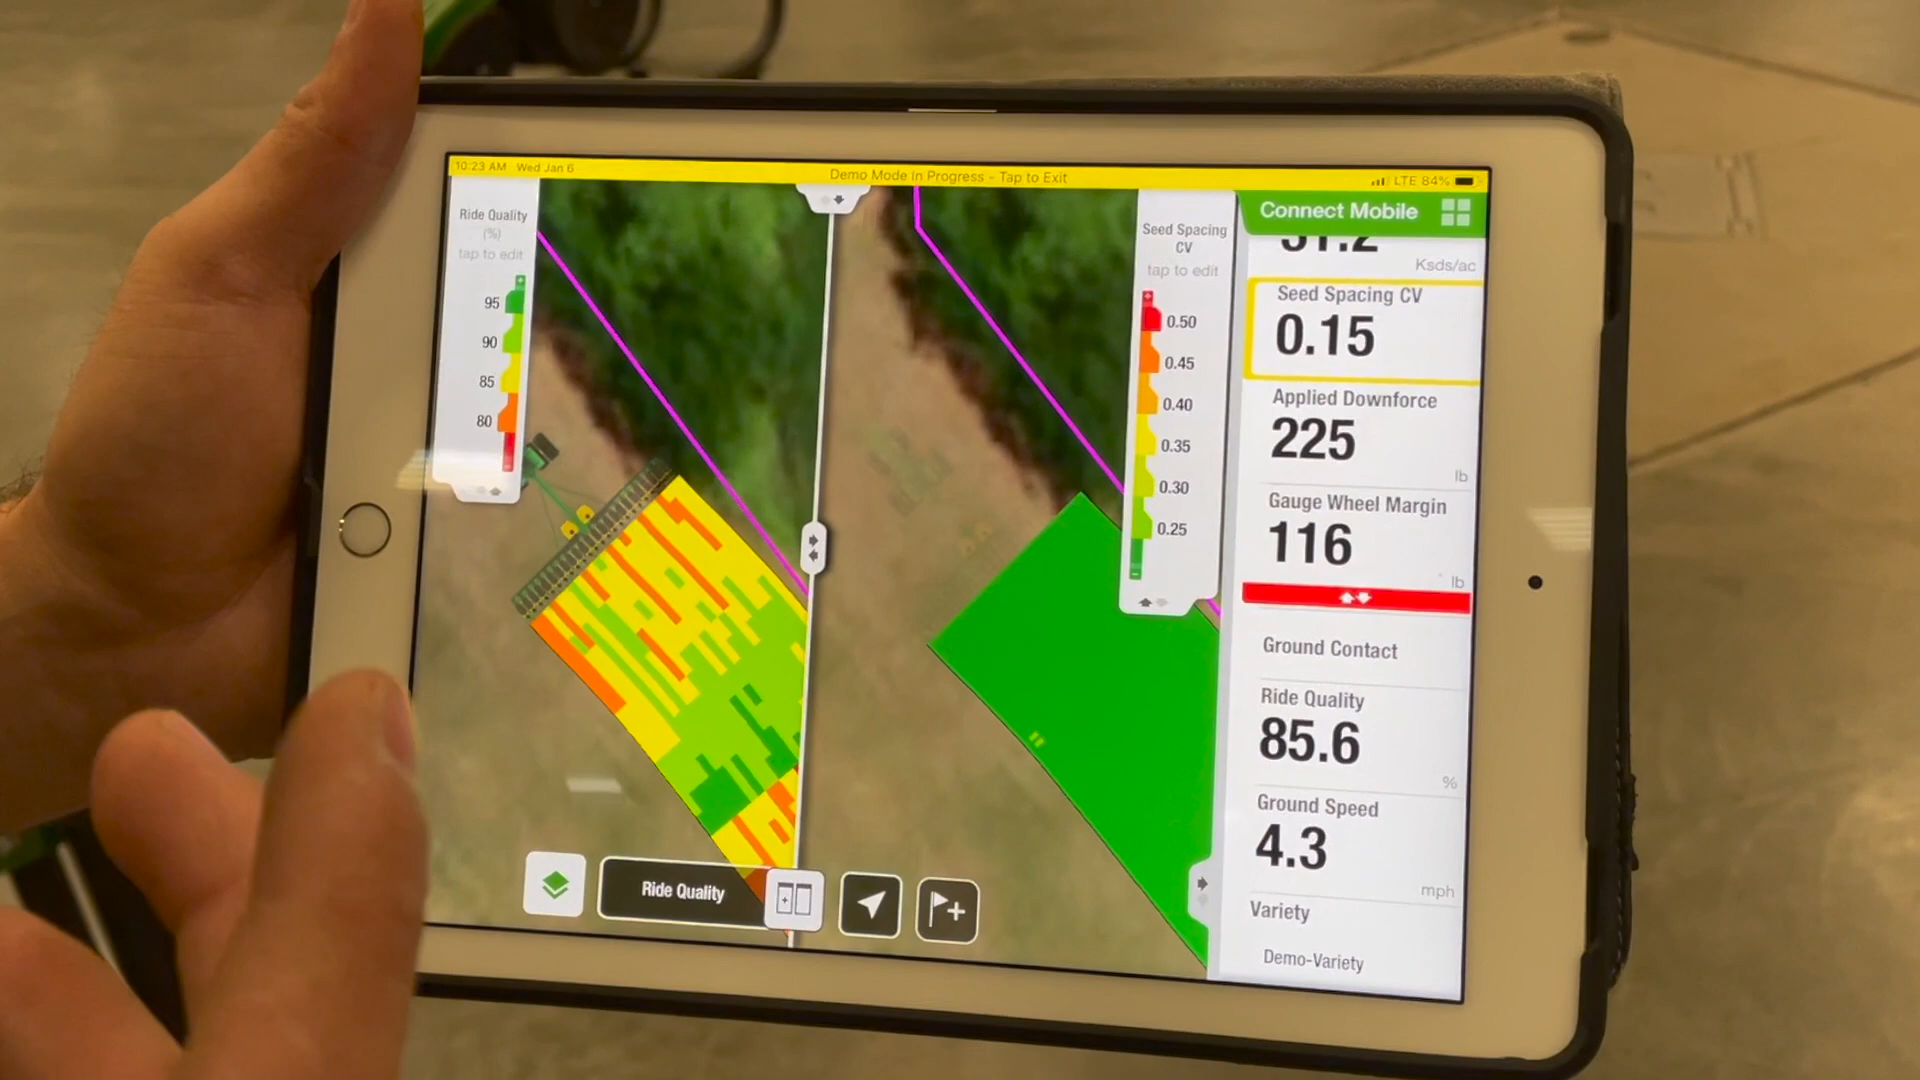 10:23 AM Wed Jan 6
Demo Mode In Progress - Tap to Exit
LTE 84%
Ride Quality
(%)
tap to edit
95
90
85
80
Seed Spacing
CV
tap to edit
0.50
0.45
0.40
0.35
0.30
0.25
Connect Mobile
31.2
Ksds/ac
Seed Spacing CV
0.15
Applied Downforce
225
lb
Gauge Wheel Margin
116
lb
Ground Contact
Ride Quality
85.6
%
Ground Speed
4.3
mph
Variety
Demo-Variety
Ride Quality